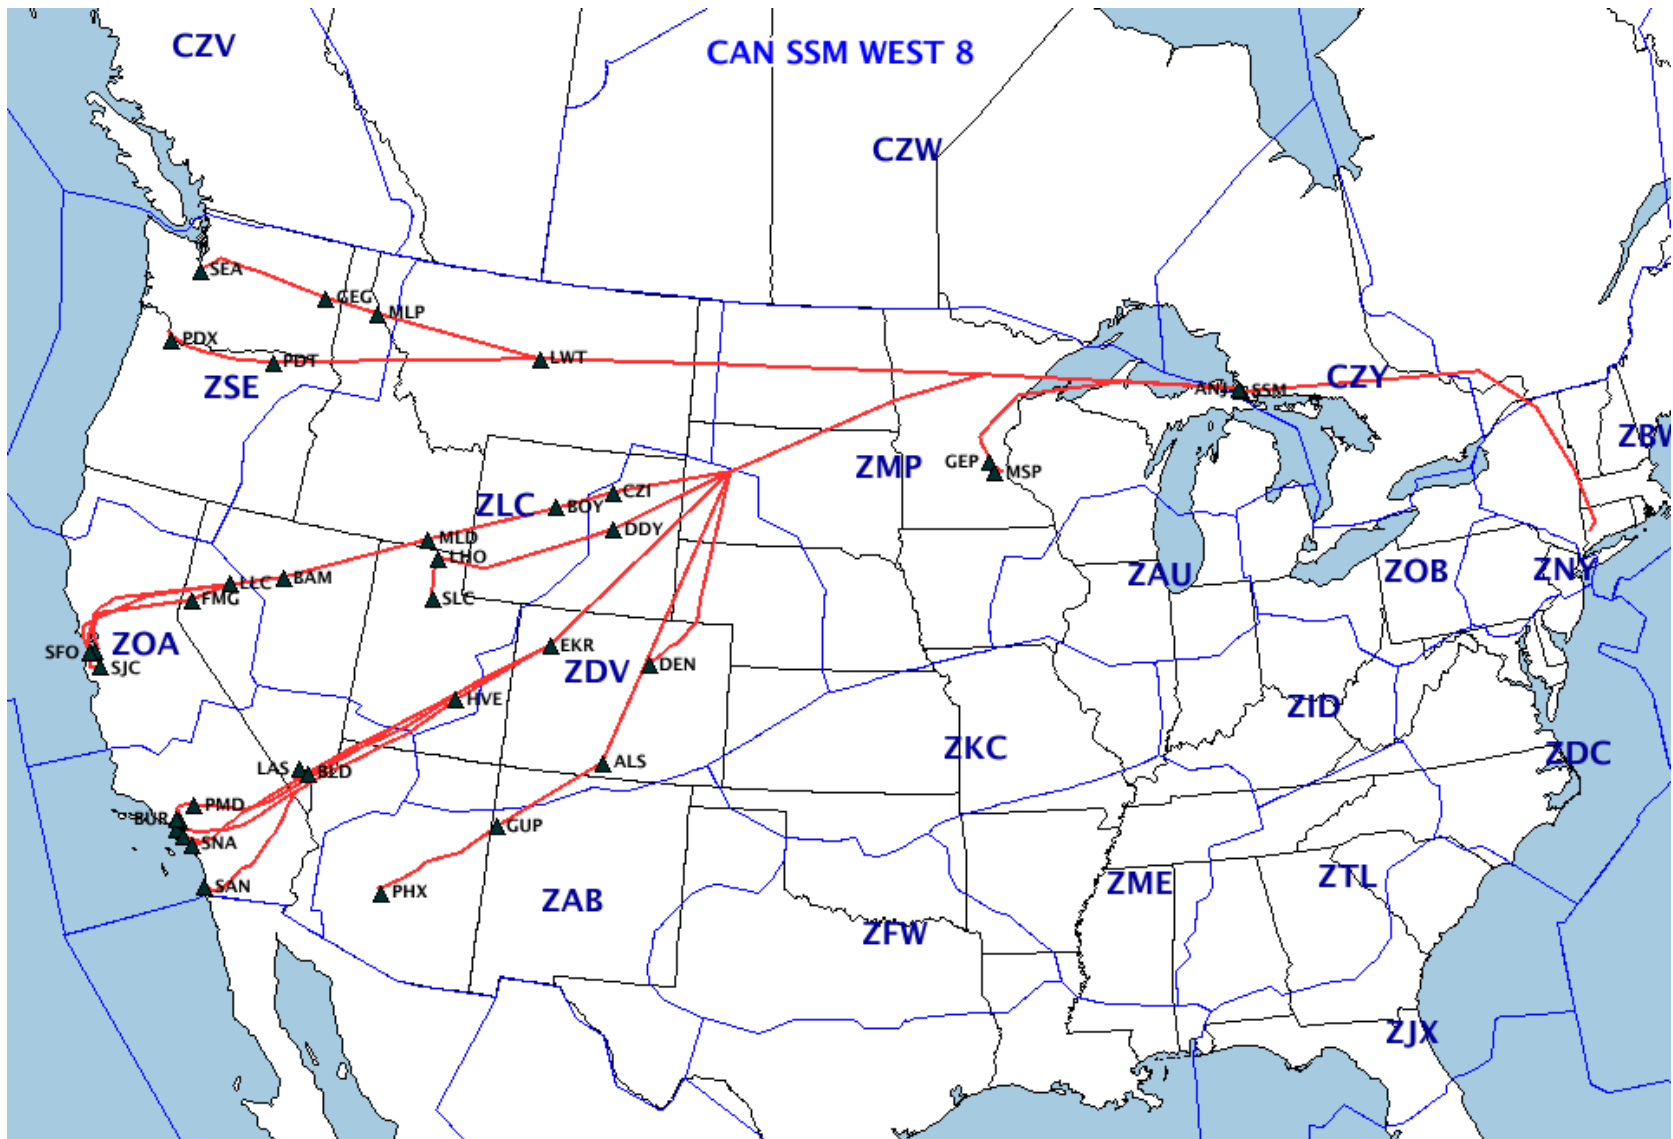 CZV
CAN SSM WEST 8
CZW
SEA
GEG
MLP
PDX
PDT
LWT
ZSE
ANJ
SSM
CZY
ZBW
GEP
MSP
ZMP
ZLC
CZI
BOY
DDY
MLD
LHO
LLC
BAM
FMG
SLC
ZAU
ZOB
ZNY
SFO
ZOA
SJC
EKR
ZDV
DEN
HVE
ZID
ZKC
ZDC
LAS
BLD
ALS
PMD
BUR
GUP
SNA
SAN
PHX
ZAB
ZFW
ZME
ZTL
ZJX